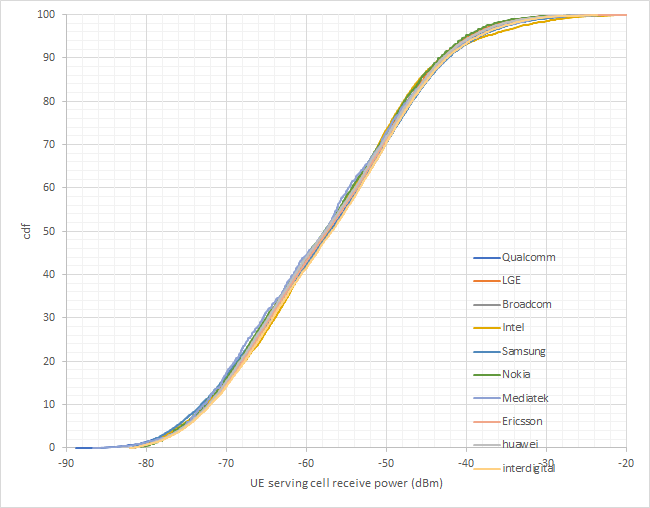 100
90
80
70
60
50
40
30
20
10
0
cdf
Qualcomm
LGE
Broadcom
Intel
Samsung
Nokia
Mediatek
Ericsson
huawei
interdigital
-90 -80 -70 -60 -50 -40 -30 -20
UE serving cell receive power (dBm)